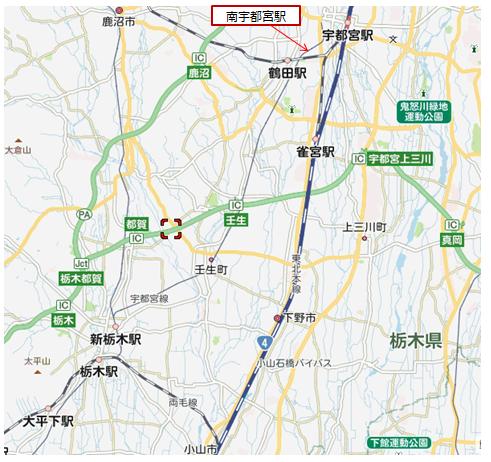 南宇都宮駅
鹿沼市
宇都宮駅
IC
鹿沼
鶴田駅
鬼怒川緑地
運動公園
大倉山
雀宮駅
IC
宇都宮上三川
PA
都賀
IC
IC
壬生
上三川町
IC
真岡
Jct
栃木都賀
壬生町
東北本線
宇都宮線
IC
栃木
新栃木駅
下野市
4
栃木県
太平山
栃木駅
小山石橋バイパス
両毛線
大平下駅
小山市
下館運動公園
駅